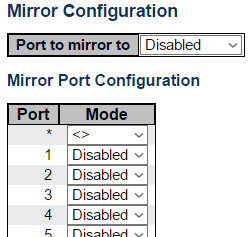 Mirror Configuration
Port to mirror to Disabled
Mirror Port Configuration
Port Mode
* <>
1 Disabled
2 Disabled
3 Disabled
4 Disabled
5 Disabled